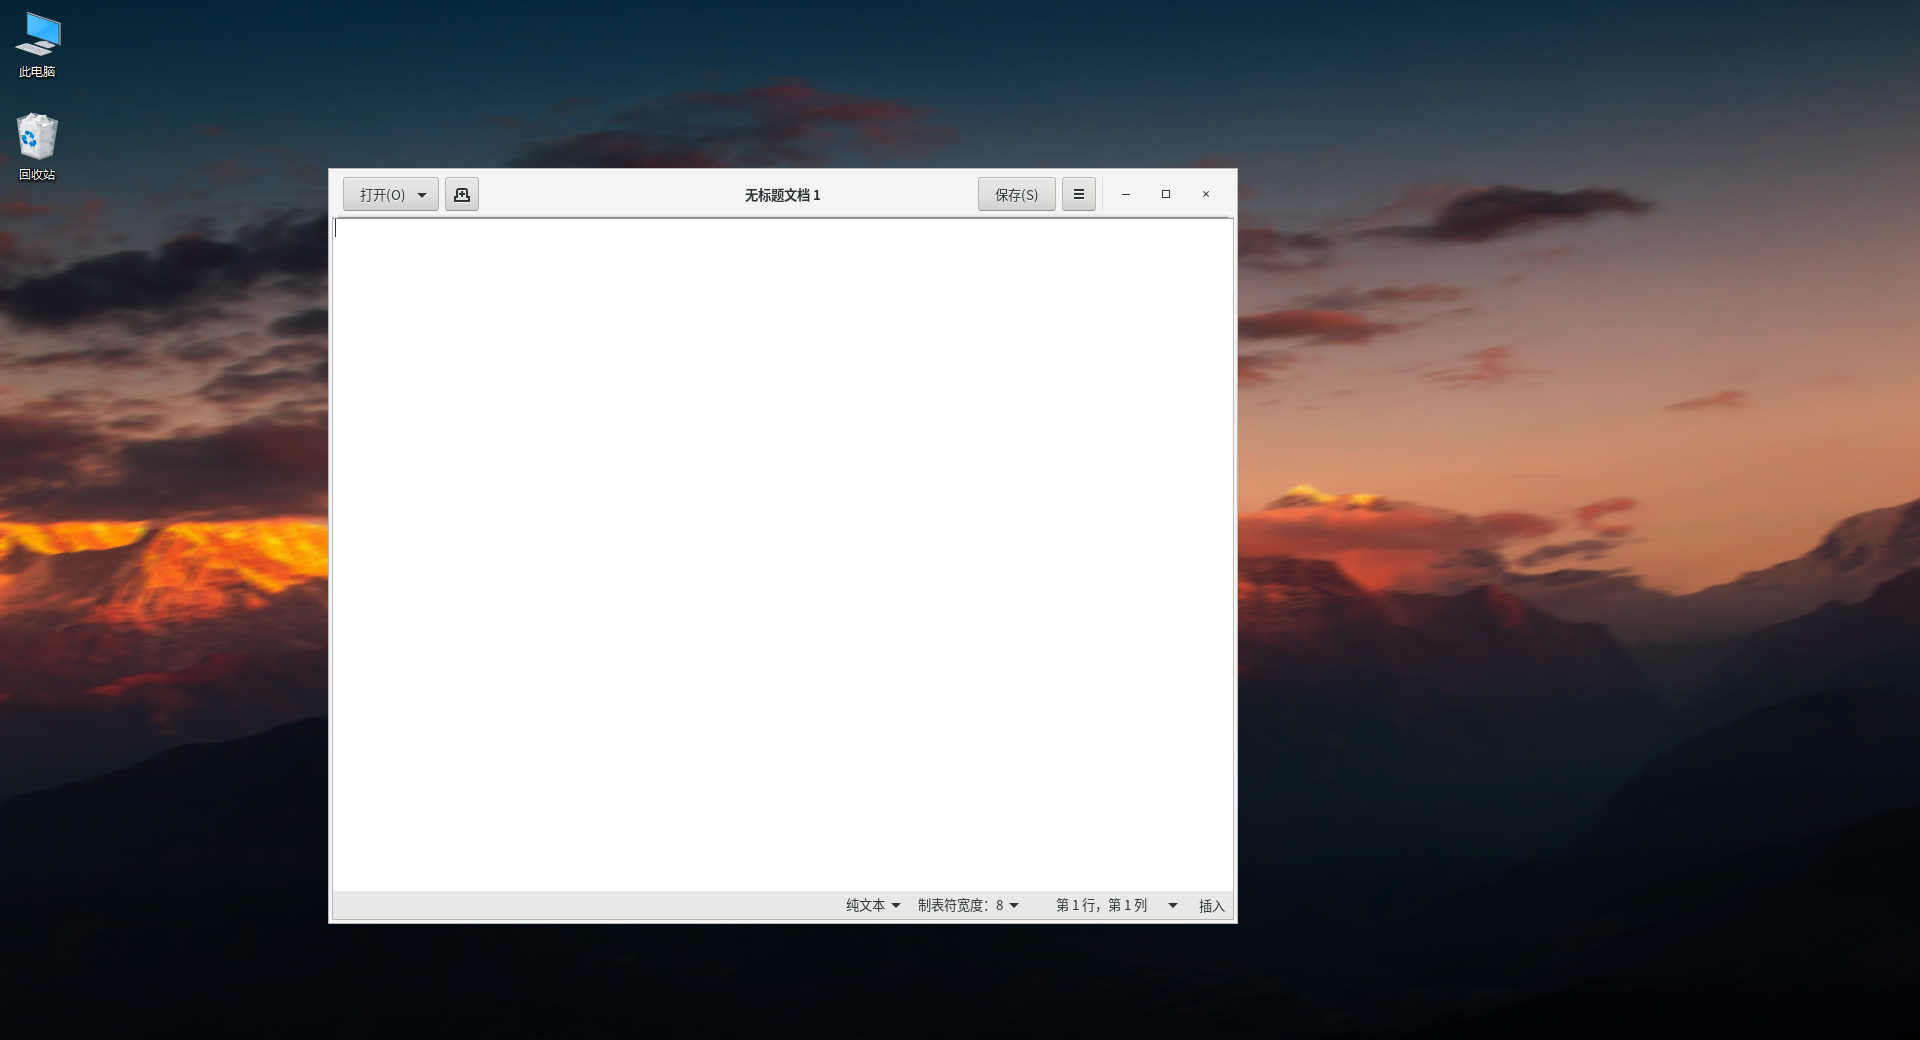 此电脑
回收站
打开(O)
无标题文档 1
保存(S)
纯文本
制表符宽度：8
第 1 行，第 1 列
插入